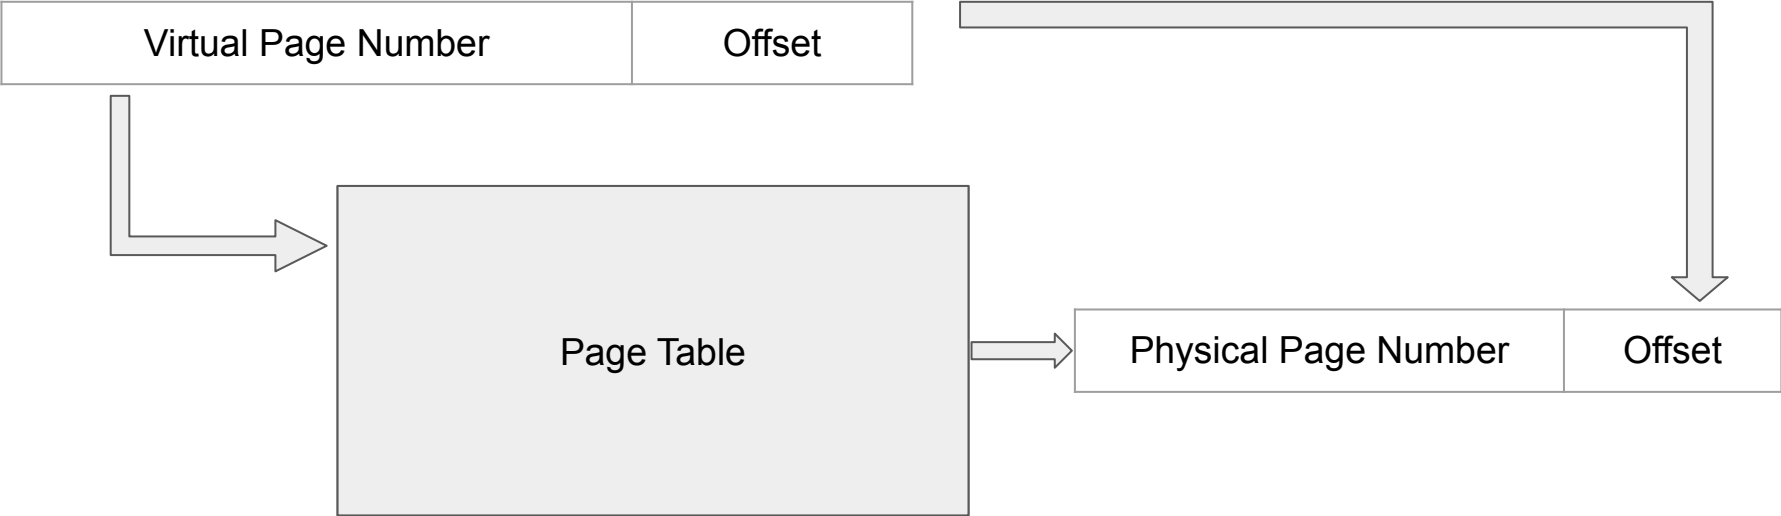 Virtual Page Number Offset
Page Table
Physical Page Number Offset